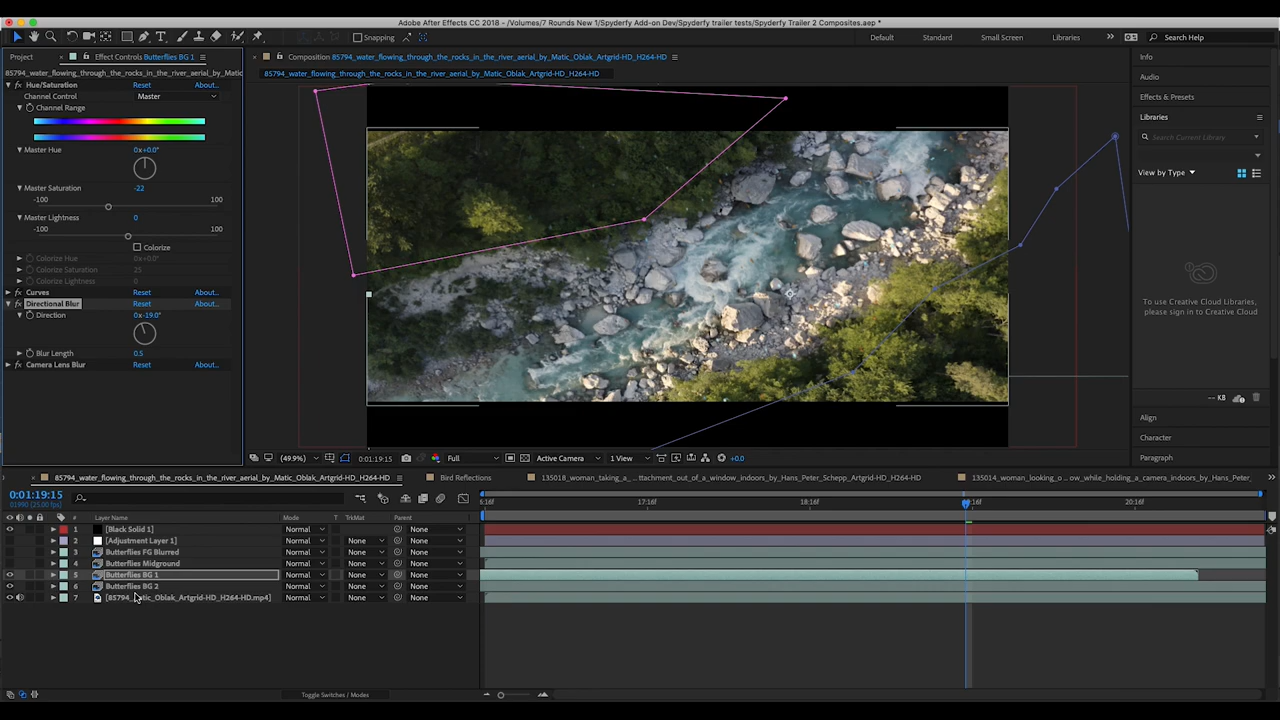 Adobe After Effects CC 2018 - /Volumes/7 Rounds New 1/Spyderfy Add-on Dev/Spyderfy trailer tests/Spyderfy Trailer 2 Composites.aep *
Snapping
Default
Standard
Small Screen
Libraries
Search Help
Project
Effect Controls Butterflies BG 1
Composition 85794_water_flowing_through_the_rocks_in_the_river_aerial_by_Matic_Oblak_Artgrid-HD_H264-HD
Info
85794_water_flowing_through_the_rocks_in_the_river_aerial_by_Matic
85794_water_flowing_through_the_rocks_in_the_river_aerial_by_Matic_Oblak_Artgrid-HD_H264-HD
Audio
Hue/Saturation Reset About...
Channel Control Master
Effects & Presets
Channel Range
Libraries
Search Current Library
Master Hue 0x+0.0°
View by Type
Master Saturation -22
-100 100
Master Lightness 0
-100 100
Colorize
Colorize Hue 0x+0.0°
Colorize Saturation 25
Colorize Lightness 0
Curves Reset About...
Directional Blur Reset About...
Direction 0x-19.0°
Blur Length 0.5
Camera Lens Blur Reset About...
To use Creative Cloud Libraries,
please sign in to Creative Cloud
-- KB
Align
Character
Paragraph
(49.9%) 0:01:19:15 Full Active Camera 1 View +0.0
85794_water_flowing_through_the_rocks_in_the_river_aerial_by_Matic_Oblak_Artgrid-HD_H264-HD
Bird Reflections
135018_woman_taking_a_ ... ttachment_out_of_a_window_indoors_by_Hans_Peter_Schepp_Artgrid-HD_H264-HD
135014_woman_looking_o ... ew_while_holding_a_camera_indoors_by_Hans_Peter_
0:01:19:15
01990 (25.00 fps)
17:16f
18:16f
20:16f
# Layer Name Mode T TrkMat Parent
1 [Black Solid 1] Normal None
2 [Adjustment Layer 1] Normal None None
3 Butterflies FG Blurred Normal None None
4 Butterflies Midground Normal None None
5 Butterflies BG 1 Normal None None
6 Butterflies BG 2 Normal None None
7 [85794_Matic_Oblak_Artgrid-HD_H264-HD.mp4] Normal None None
Toggle Switches / Modes